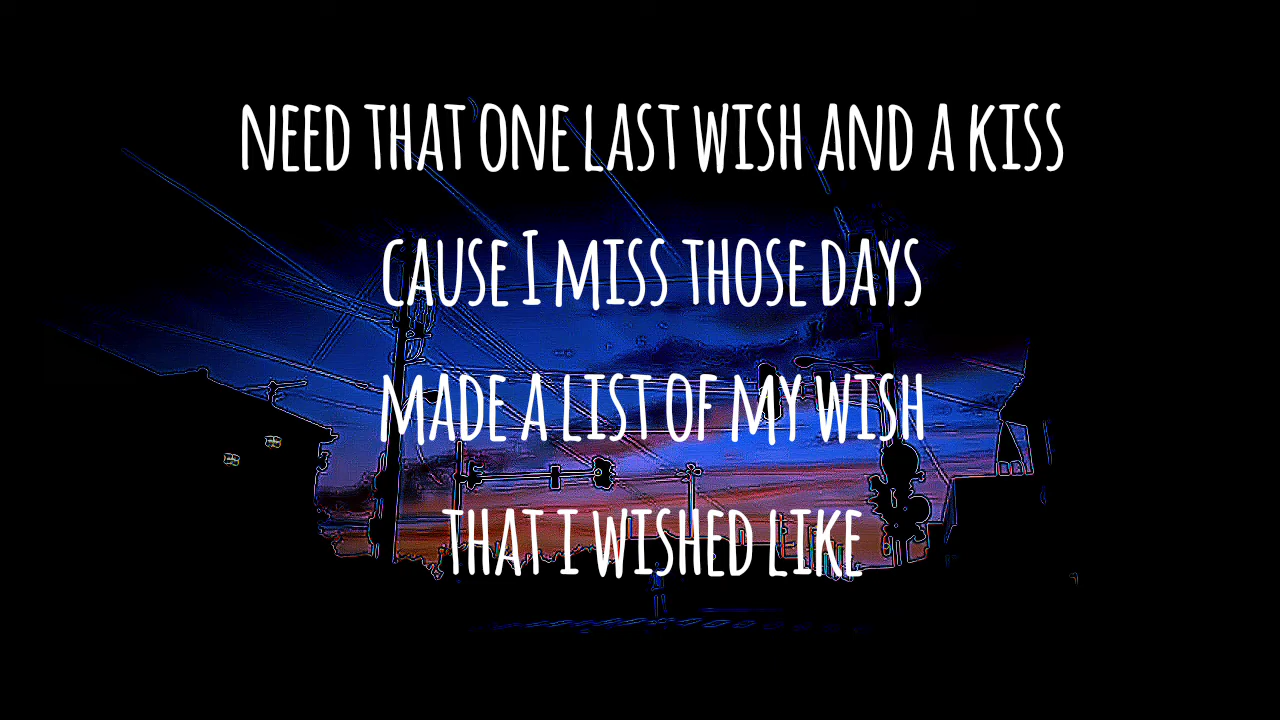 NEED THAT ONE LAST WISH AND A KISS
CAUSE I MISS THOSE DAYS
MADE A LIST OF MY WISH
THAT I WISHED LIKE